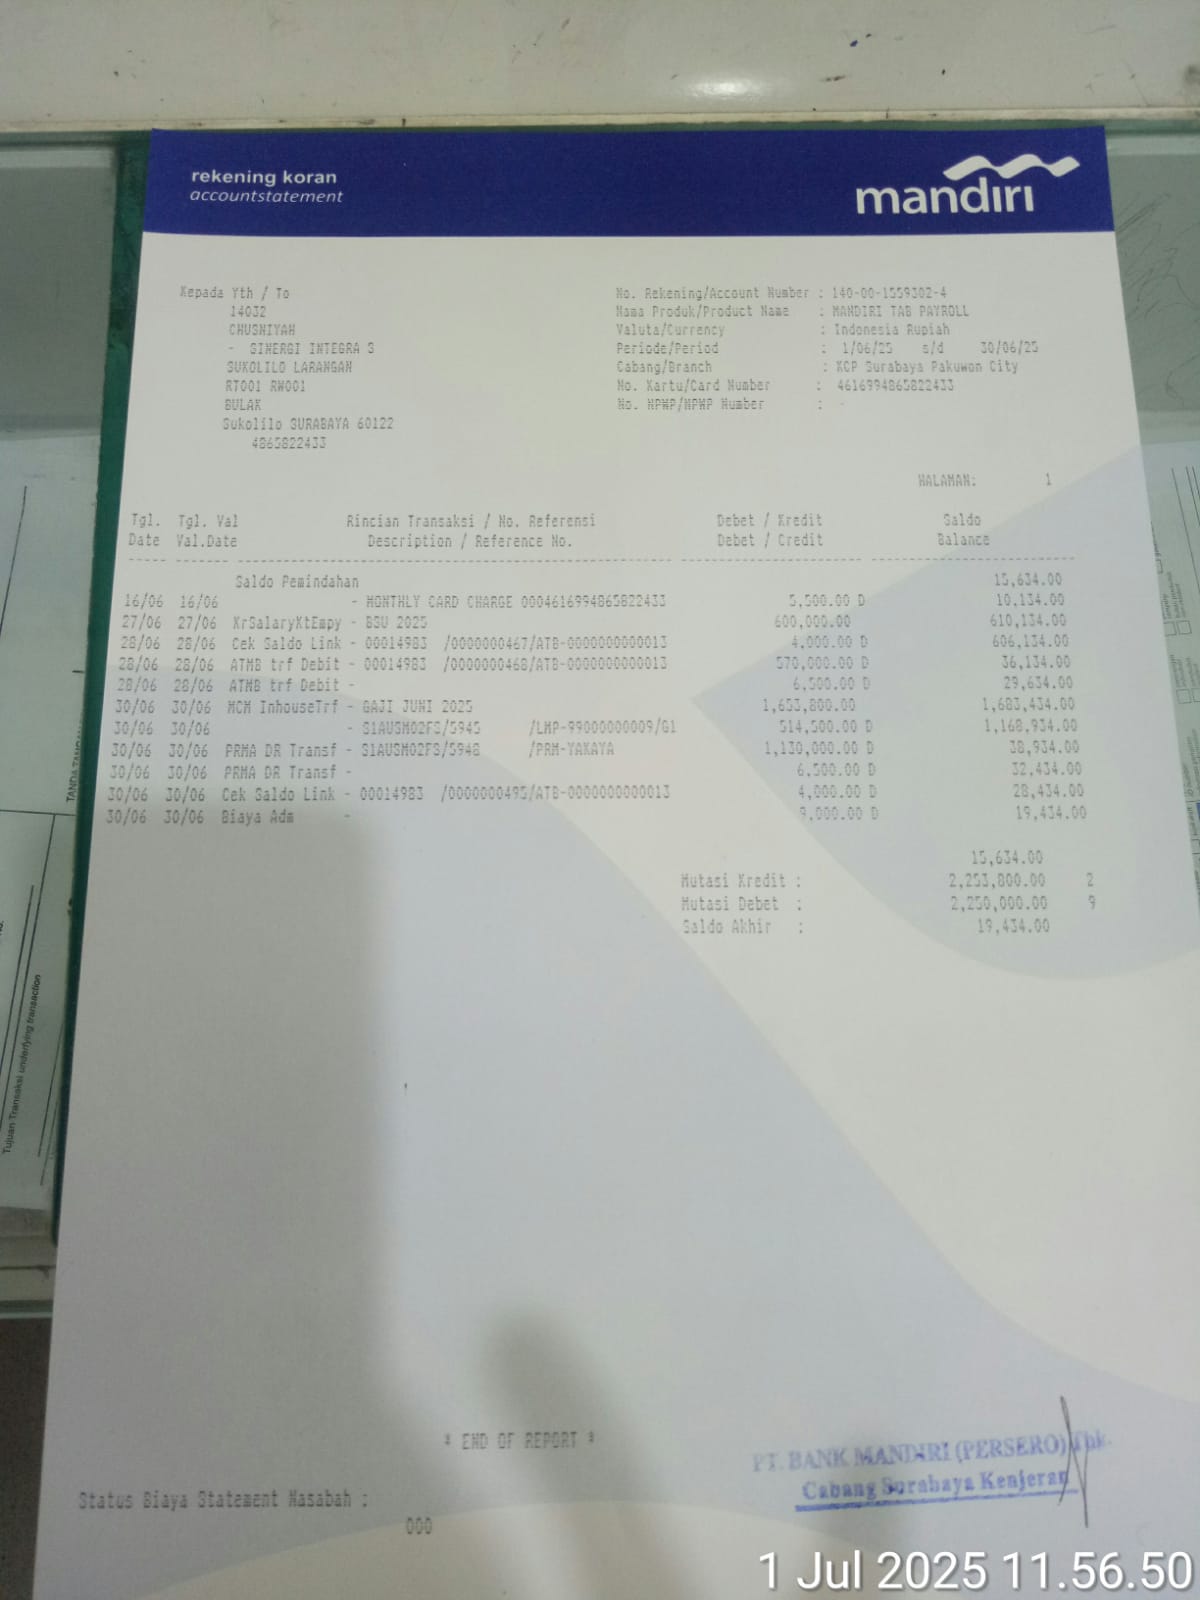 rekening koran
accountstatement
mandiri
Kepada Yth / To
14032
CHUSNIYAH
- SINERGI INTEGRA S
SUKOLILO LARANGAN
RT001 RW001
BULAK
Sukolilo SURABAYA 60122
4865822433
No. Rekening/Account Number : 140-00-1559302-4
Nama Produk/Product Name : MANDIRI TAB PAYROLL
Valuta/Currency : Indonesia Rupiah
Periode/Period : 1/06/25 s/d 30/06/25
Cabang/Branch : KCP Surabaya Pakuwon City
No. Kartu/Card Number : 4616994865822433
No. NPWP/NPWP Number : -
HALAMAN: 1
Tgl. Tgl. Val Rincian Transaksi / No. Referensi Debet / Kredit Saldo
Date Val.Date Description / Reference No. Debet / Credit Balance
Saldo Pemindahan 15,634.00
16/06 16/06 - MONTHLY CARD CHARGE 0004616994865822433 5,500.00 D 10,134.00
27/06 27/06 KrSalaryKtEmpy - BSU 2025 600,000.00 610,134.00
28/06 28/06 Cek Saldo Link - 00014983 /0000000467/ATB-0000000000013 4,000.00 D 606,134.00
28/06 28/06 ATMB trf Debit - 00014983 /0000000468/ATB-0000000000013 570,000.00 D 36,134.00
28/06 28/06 ATMB trf Debit - 6,500.00 D 29,634.00
30/06 30/06 MCM InhouseTrf - GAJI JUNI 2025 1,653,800.00 1,683,434.00
30/06 30/06 - S1AUSM02FS/5945 /LMP-99000000009/G1 514,500.00 D 1,168,934.00
30/06 30/06 PRMA DR Transf - S1AUSM02FS/5948 /PRM-YAKAYA 1,130,000.00 D 38,934.00
30/06 30/06 PRMA DR Transf - 6,500.00 D 32,434.00
30/06 30/06 Cek Saldo Link - 00014983 /0000000495/ATB-0000000000013 4,000.00 D 28,434.00
30/06 30/06 Biaya Adm - 9,000.00 D 19,434.00
15,634.00
Mutasi Kredit : 2,253,800.00 2
Mutasi Debet : 2,250,000.00 9
Saldo Akhir : 19,434.00
* END OF REPORT *
Status Biaya Statement Nasabah :
000
PT. BANK MANDIRI (PERSERO) Tbk.
Cabang Surabaya Kenjeran
Tujuan Transaksi underlying transaction
1 Jul 2025 11.56.50